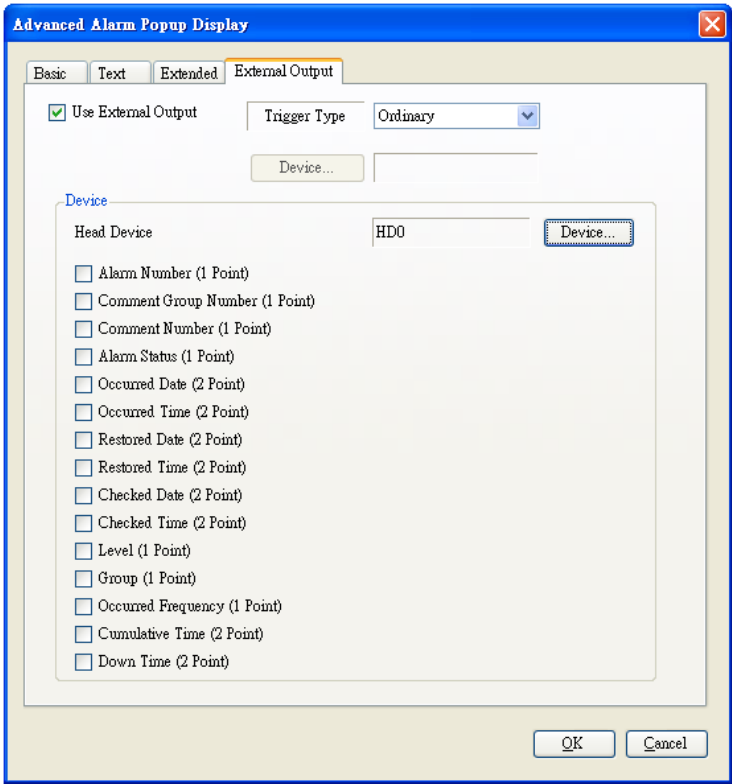 Advanced Alarm Popup Display
Basic Text Extended External Output
Use External Output Trigger Type Ordinary
Device...
Device
Head Device HD0 Device...
Alarm Number (1 Point)
Comment Group Number (1 Point)
Comment Number (1 Point)
Alarm Status (1 Point)
Occurred Date (2 Point)
Occurred Time (2 Point)
Restored Date (2 Point)
Restored Time (2 Point)
Checked Date (2 Point)
Checked Time (2 Point)
Level (1 Point)
Group (1 Point)
Occurred Frequency (1 Point)
Cumulative Time (2 Point)
Down Time (2 Point)
OK Cancel